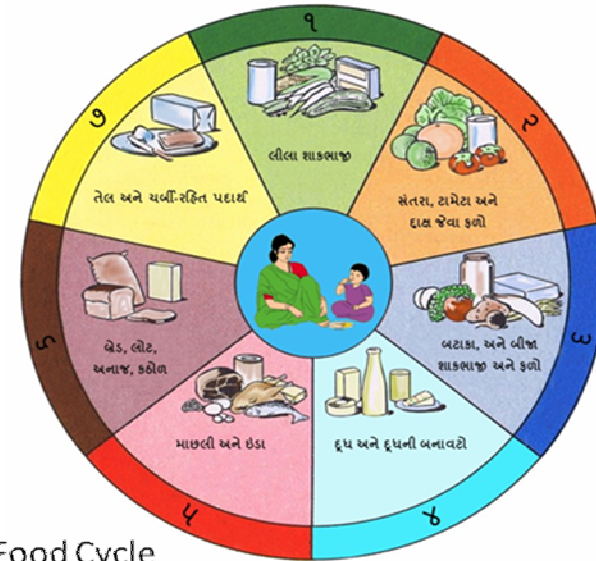 ૧
લીલા શાકભાજી
૨
સંતરા, ટામેટા અને
દ્રાક્ષ જેવા ફળો
૩
બટાકા, અને બીજા
શાકભાજી અને ફળો
૪
દૂધ અને દૂધની બનાવટો
૫
માછલી અને ઇંડા
૬
બ્રેડ, લોટ,
અનાજ, કઠોળ
૭
તેલ અને ચર્બી-રહિત પદાર્થ
Food Cycle